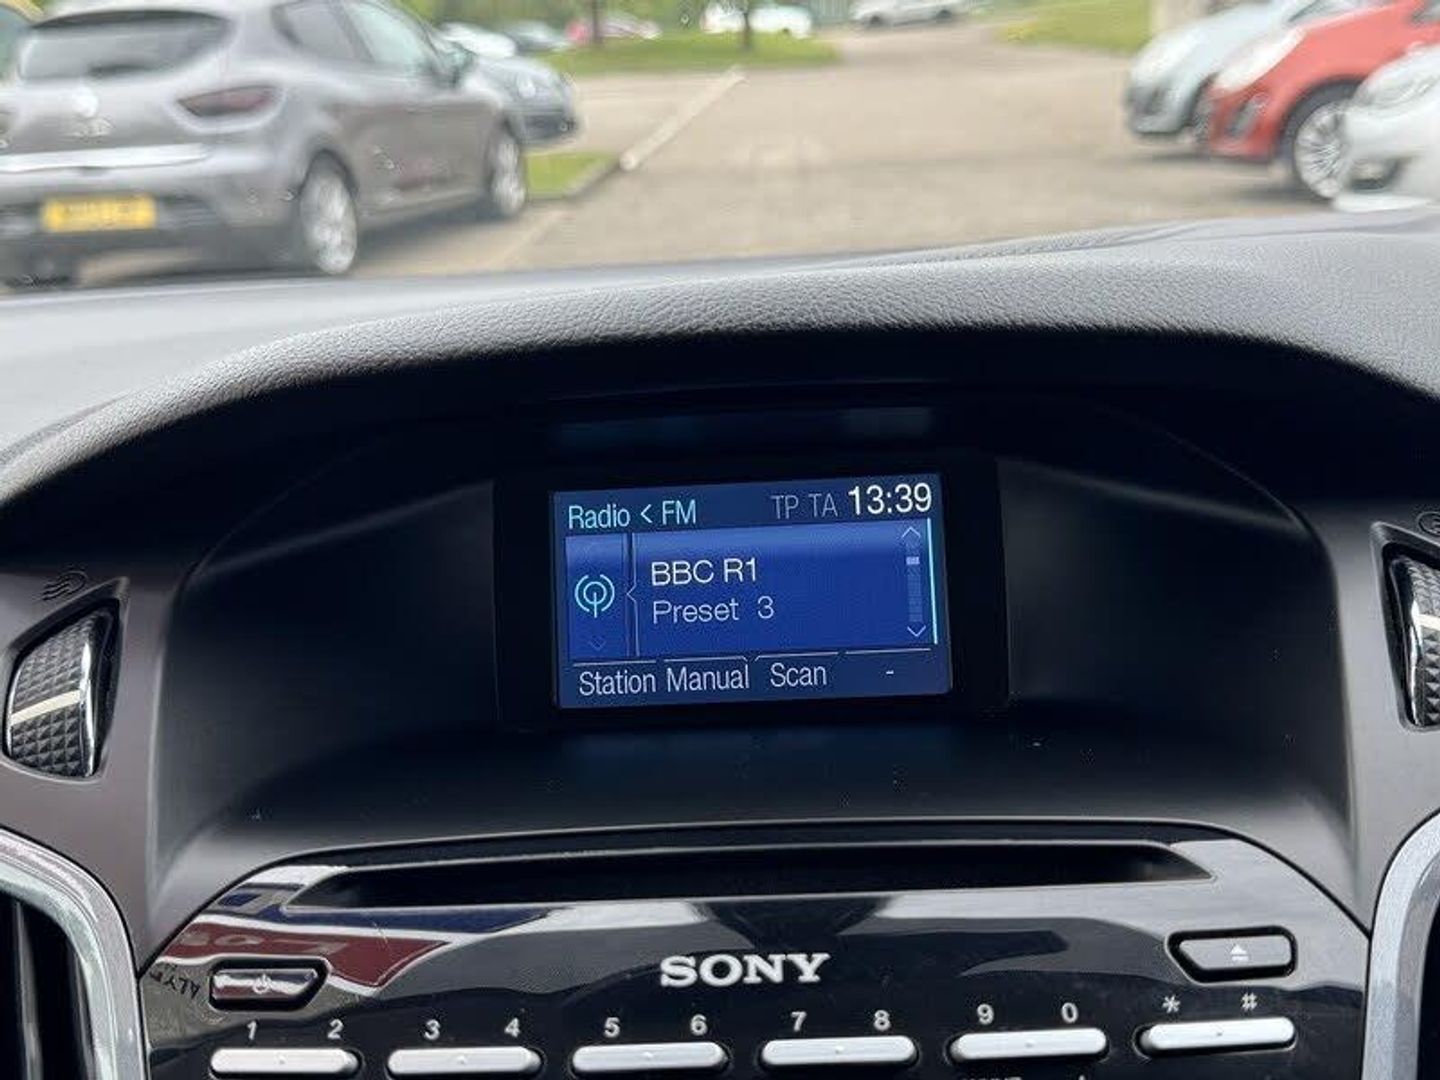 Radio < FM TP TA 13:39
BBC R1
Preset 3
Station Manual Scan -
SONY
1 2 3 4 5 6 7 8 9 0 * #